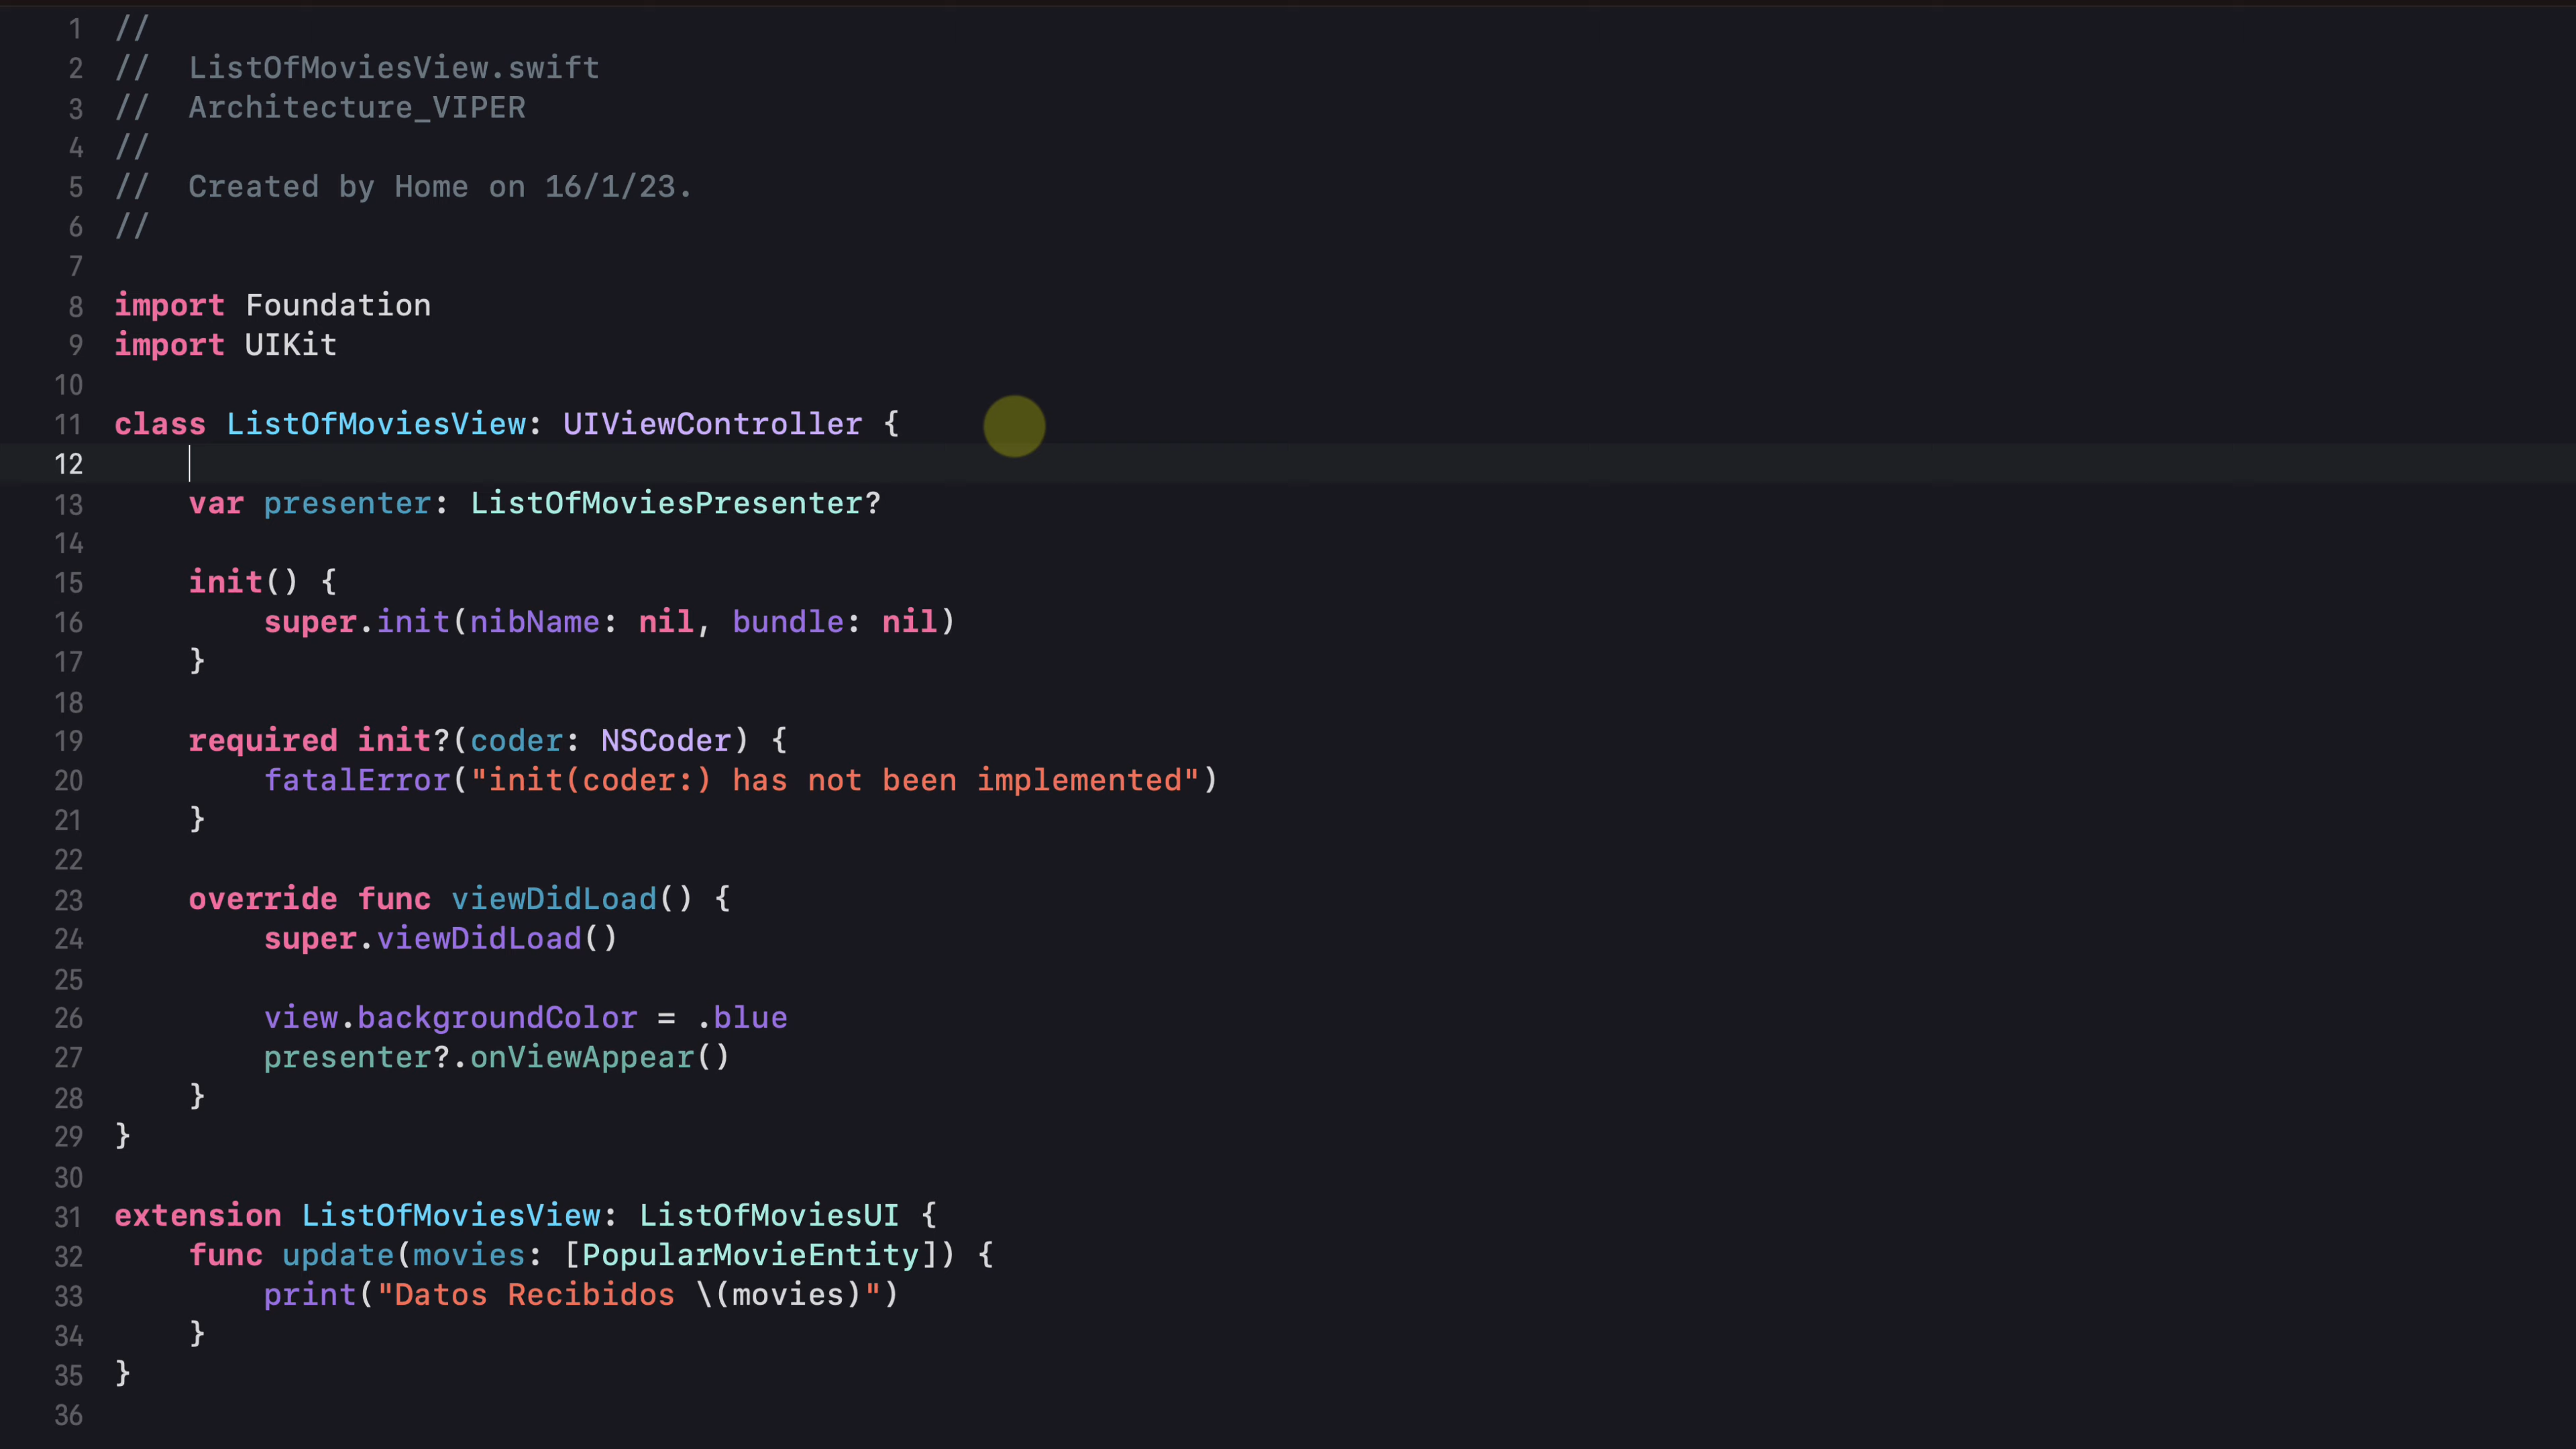 1 //
2 //  ListOfMoviesView.swift
3 //  Architecture_VIPER
4 //
5 //  Created by Home on 16/1/23.
6 //
7
8 import Foundation
9 import UIKit
10
11 class ListOfMoviesView: UIViewController {
12
13     var presenter: ListOfMoviesPresenter?
14
15     init() {
16         super.init(nibName: nil, bundle: nil)
17     }
18
19     required init?(coder: NSCoder) {
20         fatalError("init(coder:) has not been implemented")
21     }
22
23     override func viewDidLoad() {
24         super.viewDidLoad()
25
26         view.backgroundColor = .blue
27         presenter?.onViewAppear()
28     }
29 }
30
31 extension ListOfMoviesView: ListOfMoviesUI {
32     func update(movies: [PopularMovieEntity]) {
33         print("Datos Recibidos \(movies)")
34     }
35 }
36